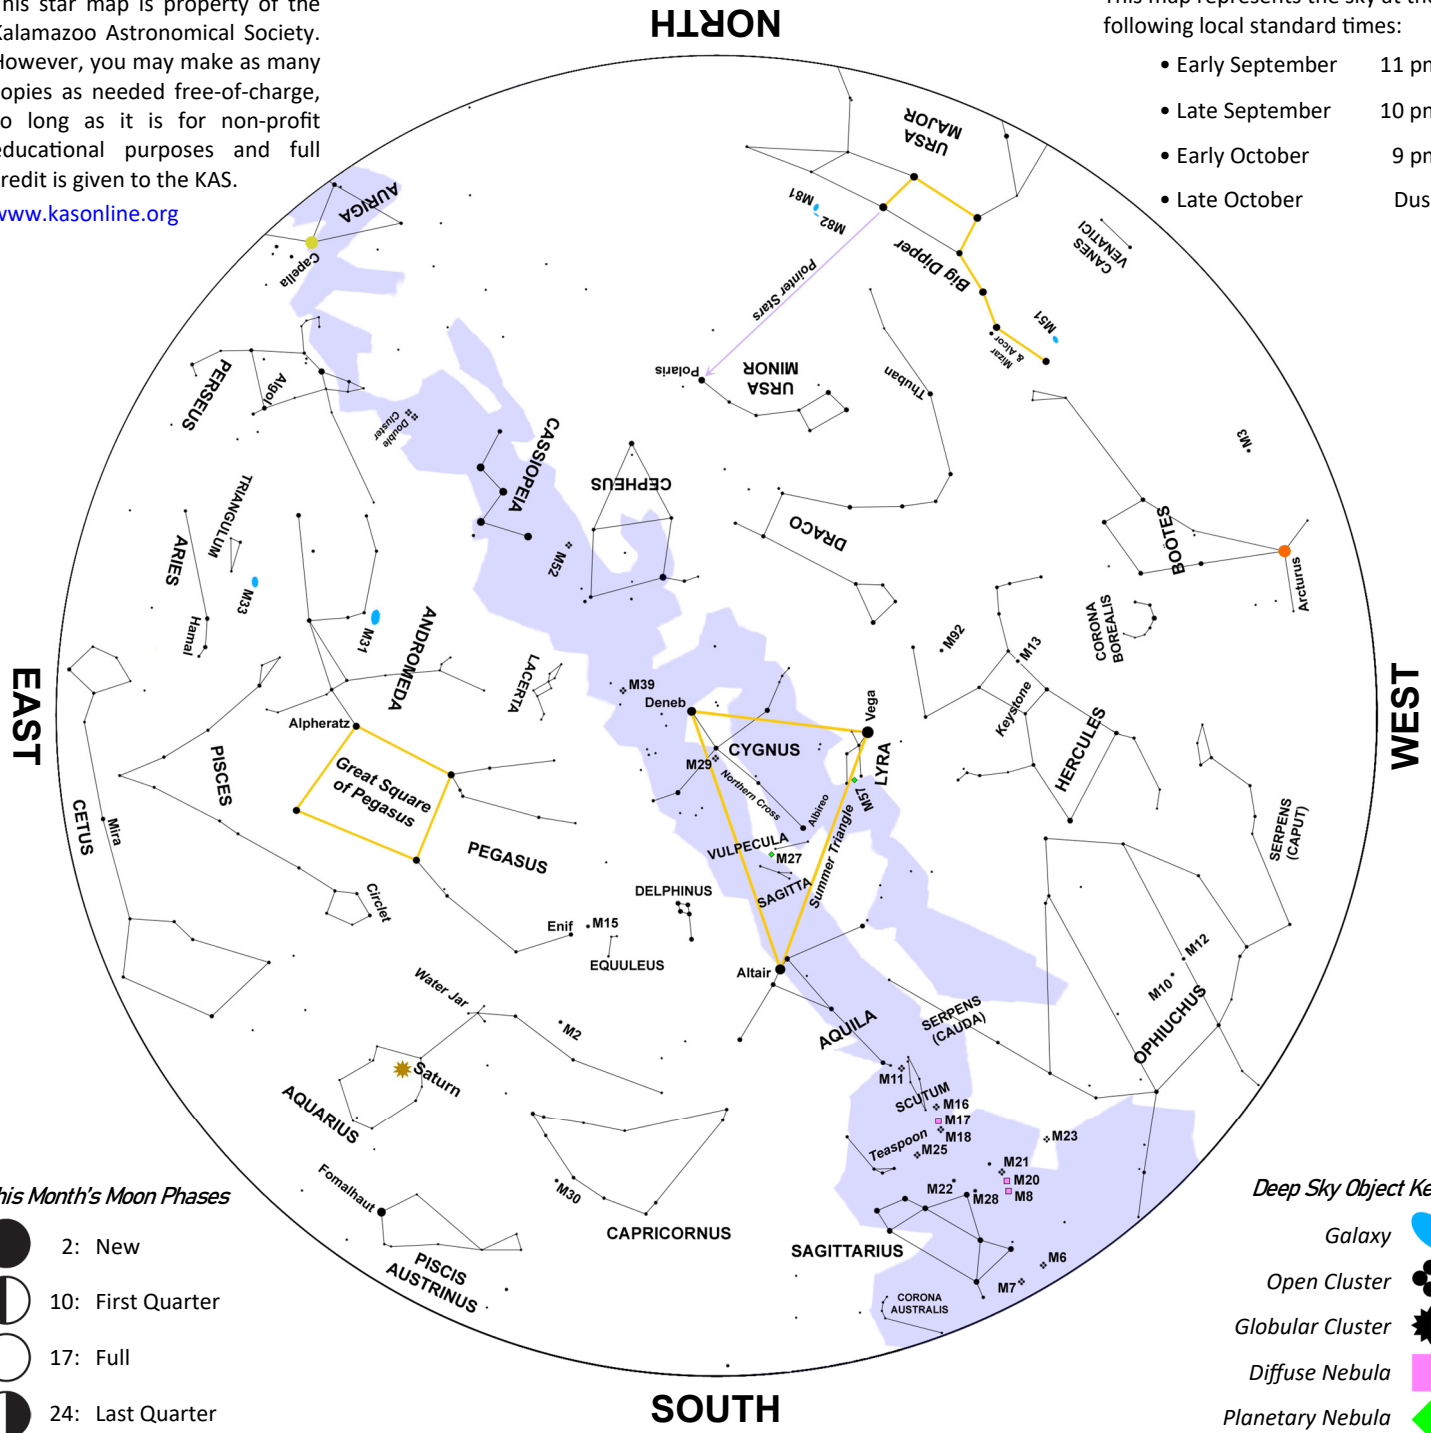 his star map is property of the
Kalamazoo Astronomical Society.
However, you may make as many
copies as needed free-of-charge,
so long as it is for non-profit
educational purposes and full
credit is given to the KAS.
www.kasonline.org
NORTH
This map represents the sky at the
following local standard times:
• Early September 11 pm
• Late September 10 pm
• Early October 9 pm
• Late October Dus
URSA
MAJOR
AURIGA
Capella
M81
M82
CANES
VENATICI
Big Dipper
Pointer Stars
M51
Mizar
& Alcor
Polaris
URSA
MINOR
Thuban
PERSEUS
Algol
Double
Cluster
CASSIOPEIA
CEPHEUS
M3
TRIANGULUM
ARIES
M52
DRACO
BOÖTES
Arcturus
M33
Hamal
M31
ANDROMEDA
LACERTA
M39
Deneb
M92
M13
CORONA
BOREALIS
Vega
Keystone
HERCULES
EAST
WEST
Alpheratz
PISCES
Great Square
of Pegasus
CYGNUS
M29
Northern Cross
Albireo
LYRA
M57
CETUS
Mira
SERPENS
(CAPUT)
PEGASUS
VULPECULA
M27
SAGITTA
Summer Triangle
Circlet
DELPHINUS
Enif
M15
EQUULEUS
Altair
M12
M10
OPHIUCHUS
Water Jar
M2
AQUILA
SERPENS
(CAUDA)
Saturn
AQUARIUS
M11
SCUTUM
M16
M17
M18
Teaspoon
M25
M23
M21
M20
M8
M22
M28
M30
Fomalhaut
CAPRICORNUS
SAGITTARIUS
PISCIS
AUSTRINUS
M6
M7
CORONA
AUSTRALIS
his Month's Moon Phases
2: New
10: First Quarter
17: Full
24: Last Quarter
SOUTH
Deep Sky Object Ke
Galaxy
Open Cluster
Globular Cluster
Diffuse Nebula
Planetary Nebula